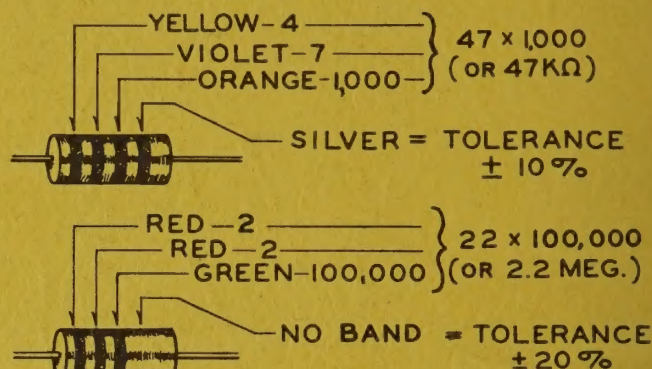 YELLOW-4
VIOLET-7
ORANGE-1,000
47 x 1,000
(OR 47KΩ)
SILVER = TOLERANCE
± 10%
RED-2
RED-2
GREEN-100,000
22 x 100,000
(OR 2.2 MEG.)
NO BAND = TOLERANCE
±20%